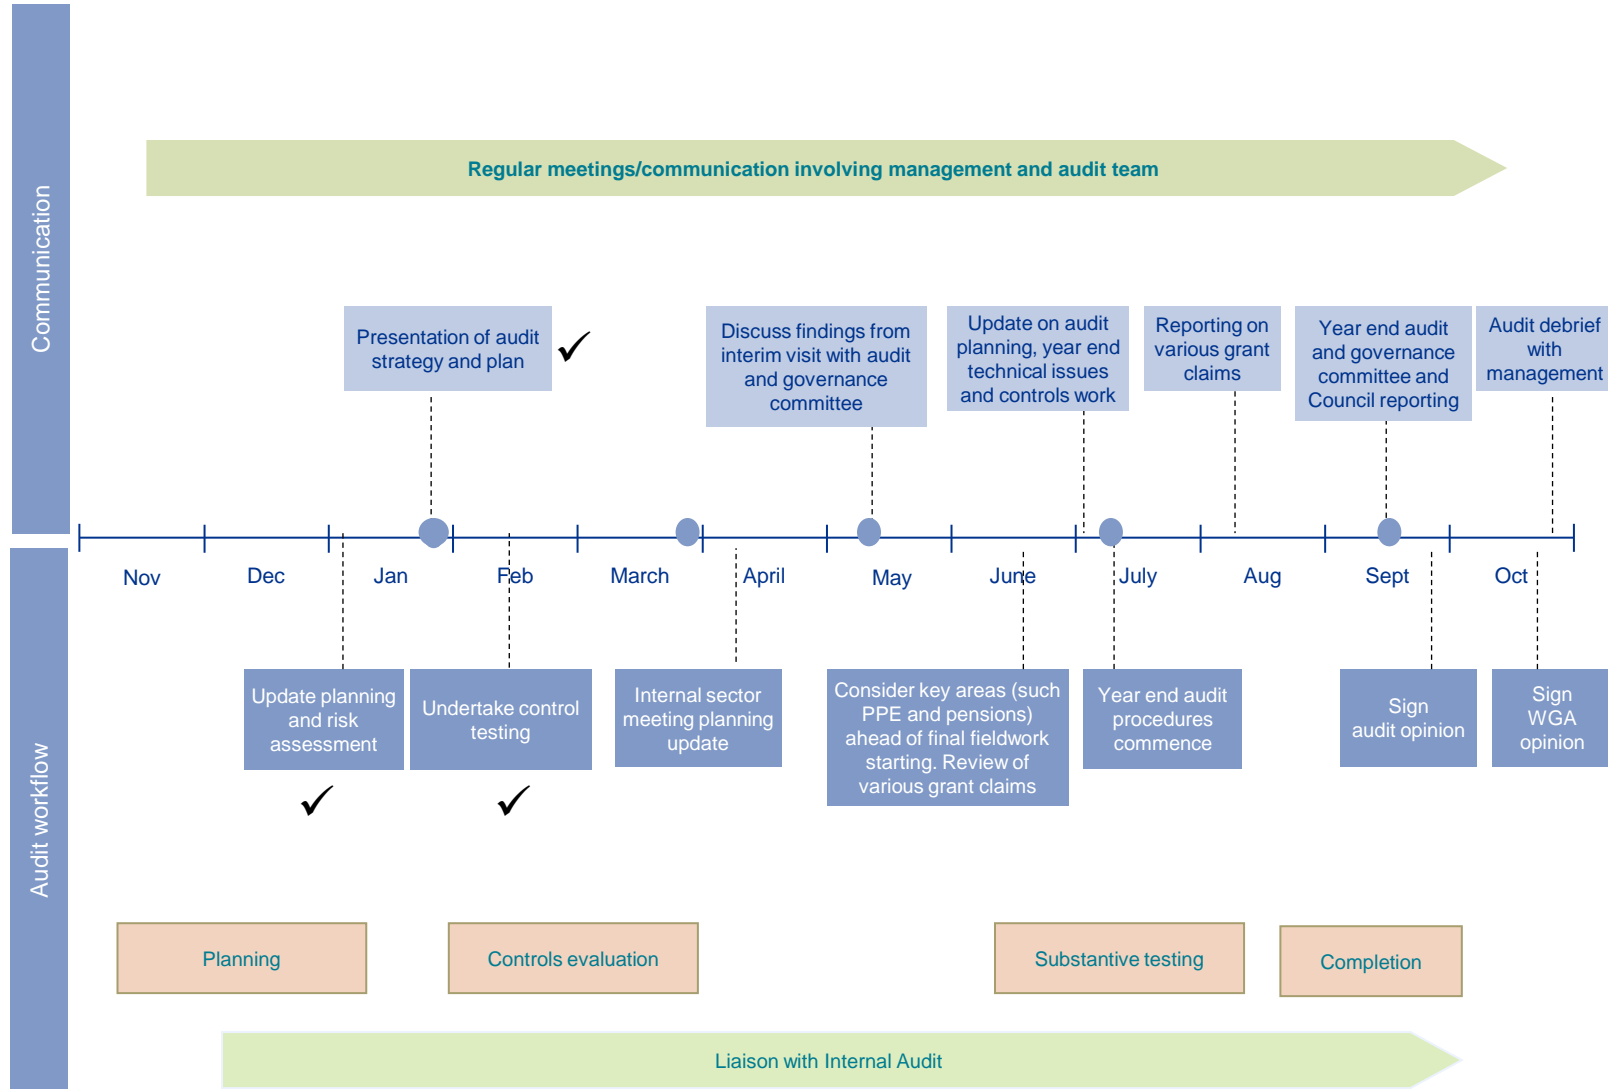 Communication
Regular meetings/communication involving management and audit team
Presentation of audit
strategy and plan
✓
Discuss findings from
interim visit with audit
and governance
committee
Update on audit
planning, year end
technical issues
and controls work
Reporting on
various grant
claims
Year end audit
and governance
committee and
Council reporting
Audit debrief
with
management
Nov
Dec
Jan
Feb
March
April
May
June
July
Aug
Sept
Oct
Audit workflow
Update planning
and risk
assessment
✓
Undertake control
testing
✓
Internal sector
meeting planning
update
Consider key areas (such
PPE and pensions)
ahead of final fieldwork
starting. Review of
various grant claims
Year end audit
procedures
commence
Sign
audit opinion
Sign
WGA
opinion
Planning
Controls evaluation
Substantive testing
Completion
Liaison with Internal Audit